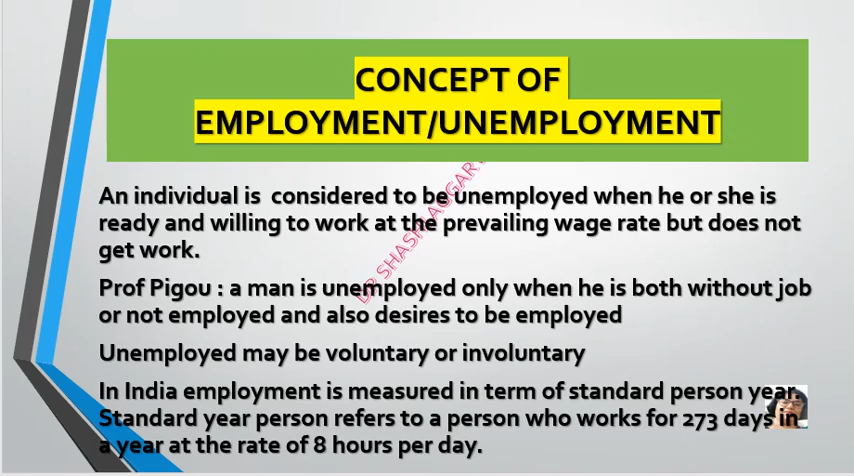 CONCEPT OF
EMPLOYMENT/UNEMPLOYMENT
An individual is considered to be unemployed when he or she is
ready and willing to work at the prevailing wage rate but does not
get work.
Prof Pigou : a man is unemployed only when he is both without job
or not employed and also desires to be employed
Unemployed may be voluntary or involuntary
In India employment is measured in term of standard person year.
Standard year person refers to a person who works for 273 days in
a year at the rate of 8 hours per day.